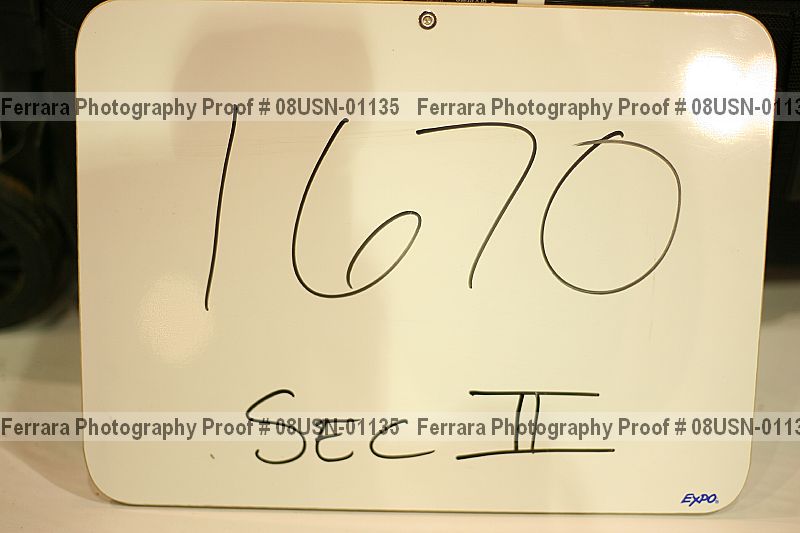 Ferrara Photography Proof # 08USN-01135 Ferrara Photography Proof # 08USN-0113
1670
SEC II
Ferrara Photography Proof # 08USN-01135 Ferrara Photography Proof # 08USN-0113
EXPO